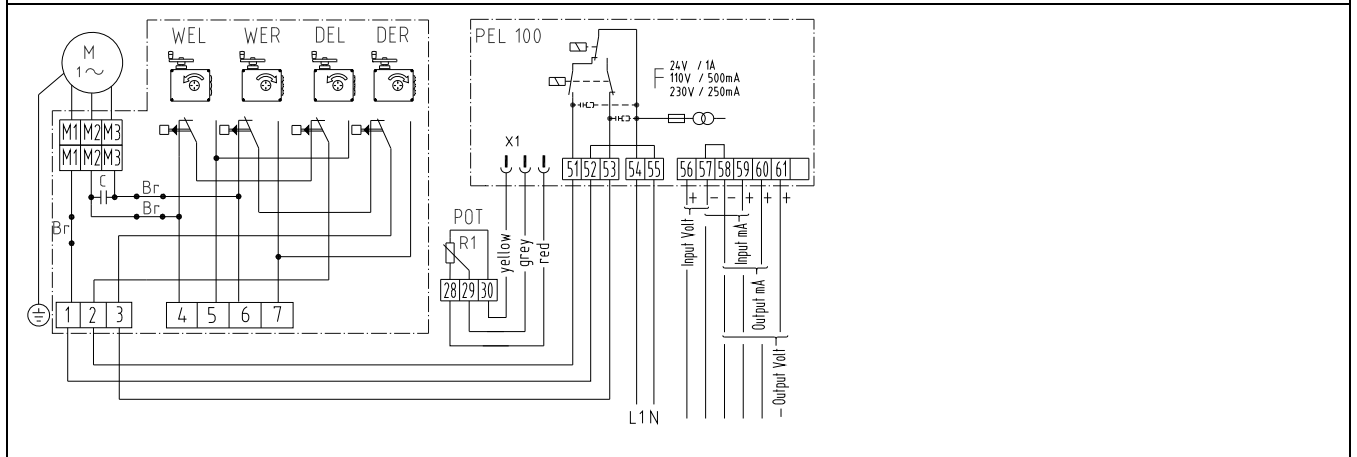 WEL WER DEL DER
PEL 100
M
1~
F 24V / 1A
110V / 500mA
230V / 250mA
M1 M2 M3
M1 M2 M3
X1
51 52 53 54 55 56 57 58 59 60 61
C
Br
Br
Br
+ - - + + +
POT
R1
yellow
grey
red
Input Volt
Input mA
28 29 30
Output mA
1 2 3 4 5 6 7
- Output Volt
L1 N